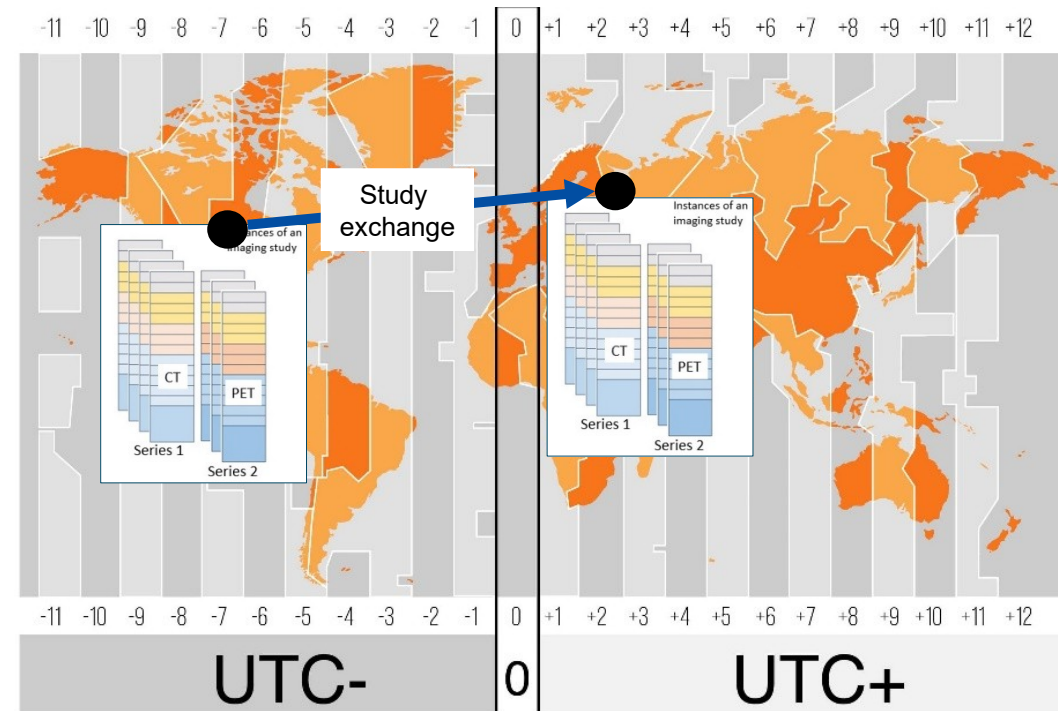 -11 -10 -9 -8 -7 -6 -5 -4 -3 -2 -1 0 +1 +2 +3 +4 +5 +6 +7 +8 +9 +10 +11 +12
Study
exchange
Instances of an
imaging study
of an
imaging study
CT
PET
Series 1
Series 2
CT
PET
Series 1
Series 2
-11 -10 -9 -8 -7 -6 -5 -4 -3 -2 -1 0 +1 +2 +3 +4 +5 +6 +7 +8 +9 +10 +11 +12
UTC- 0 UTC+